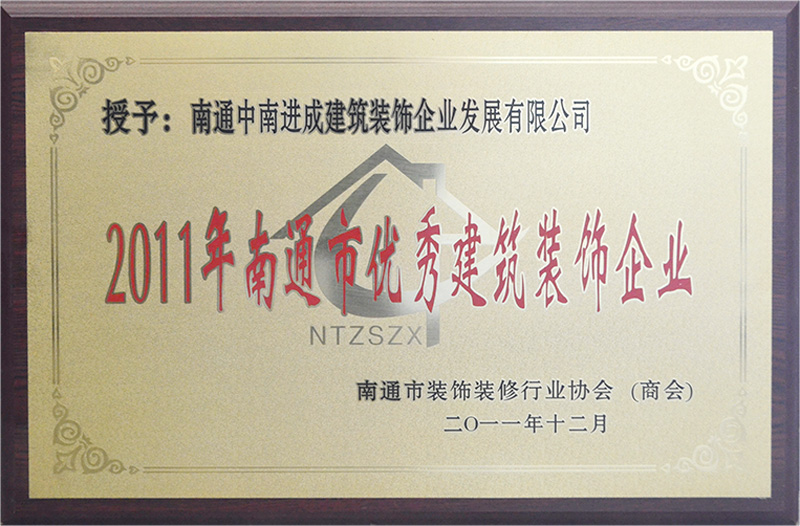 授予：南通中南进成建筑装饰企业发展有限公司
2011年南通市优秀建筑装饰企业
NTZSZX
南通市装饰装修行业协会（商会）
二O一一年十二月